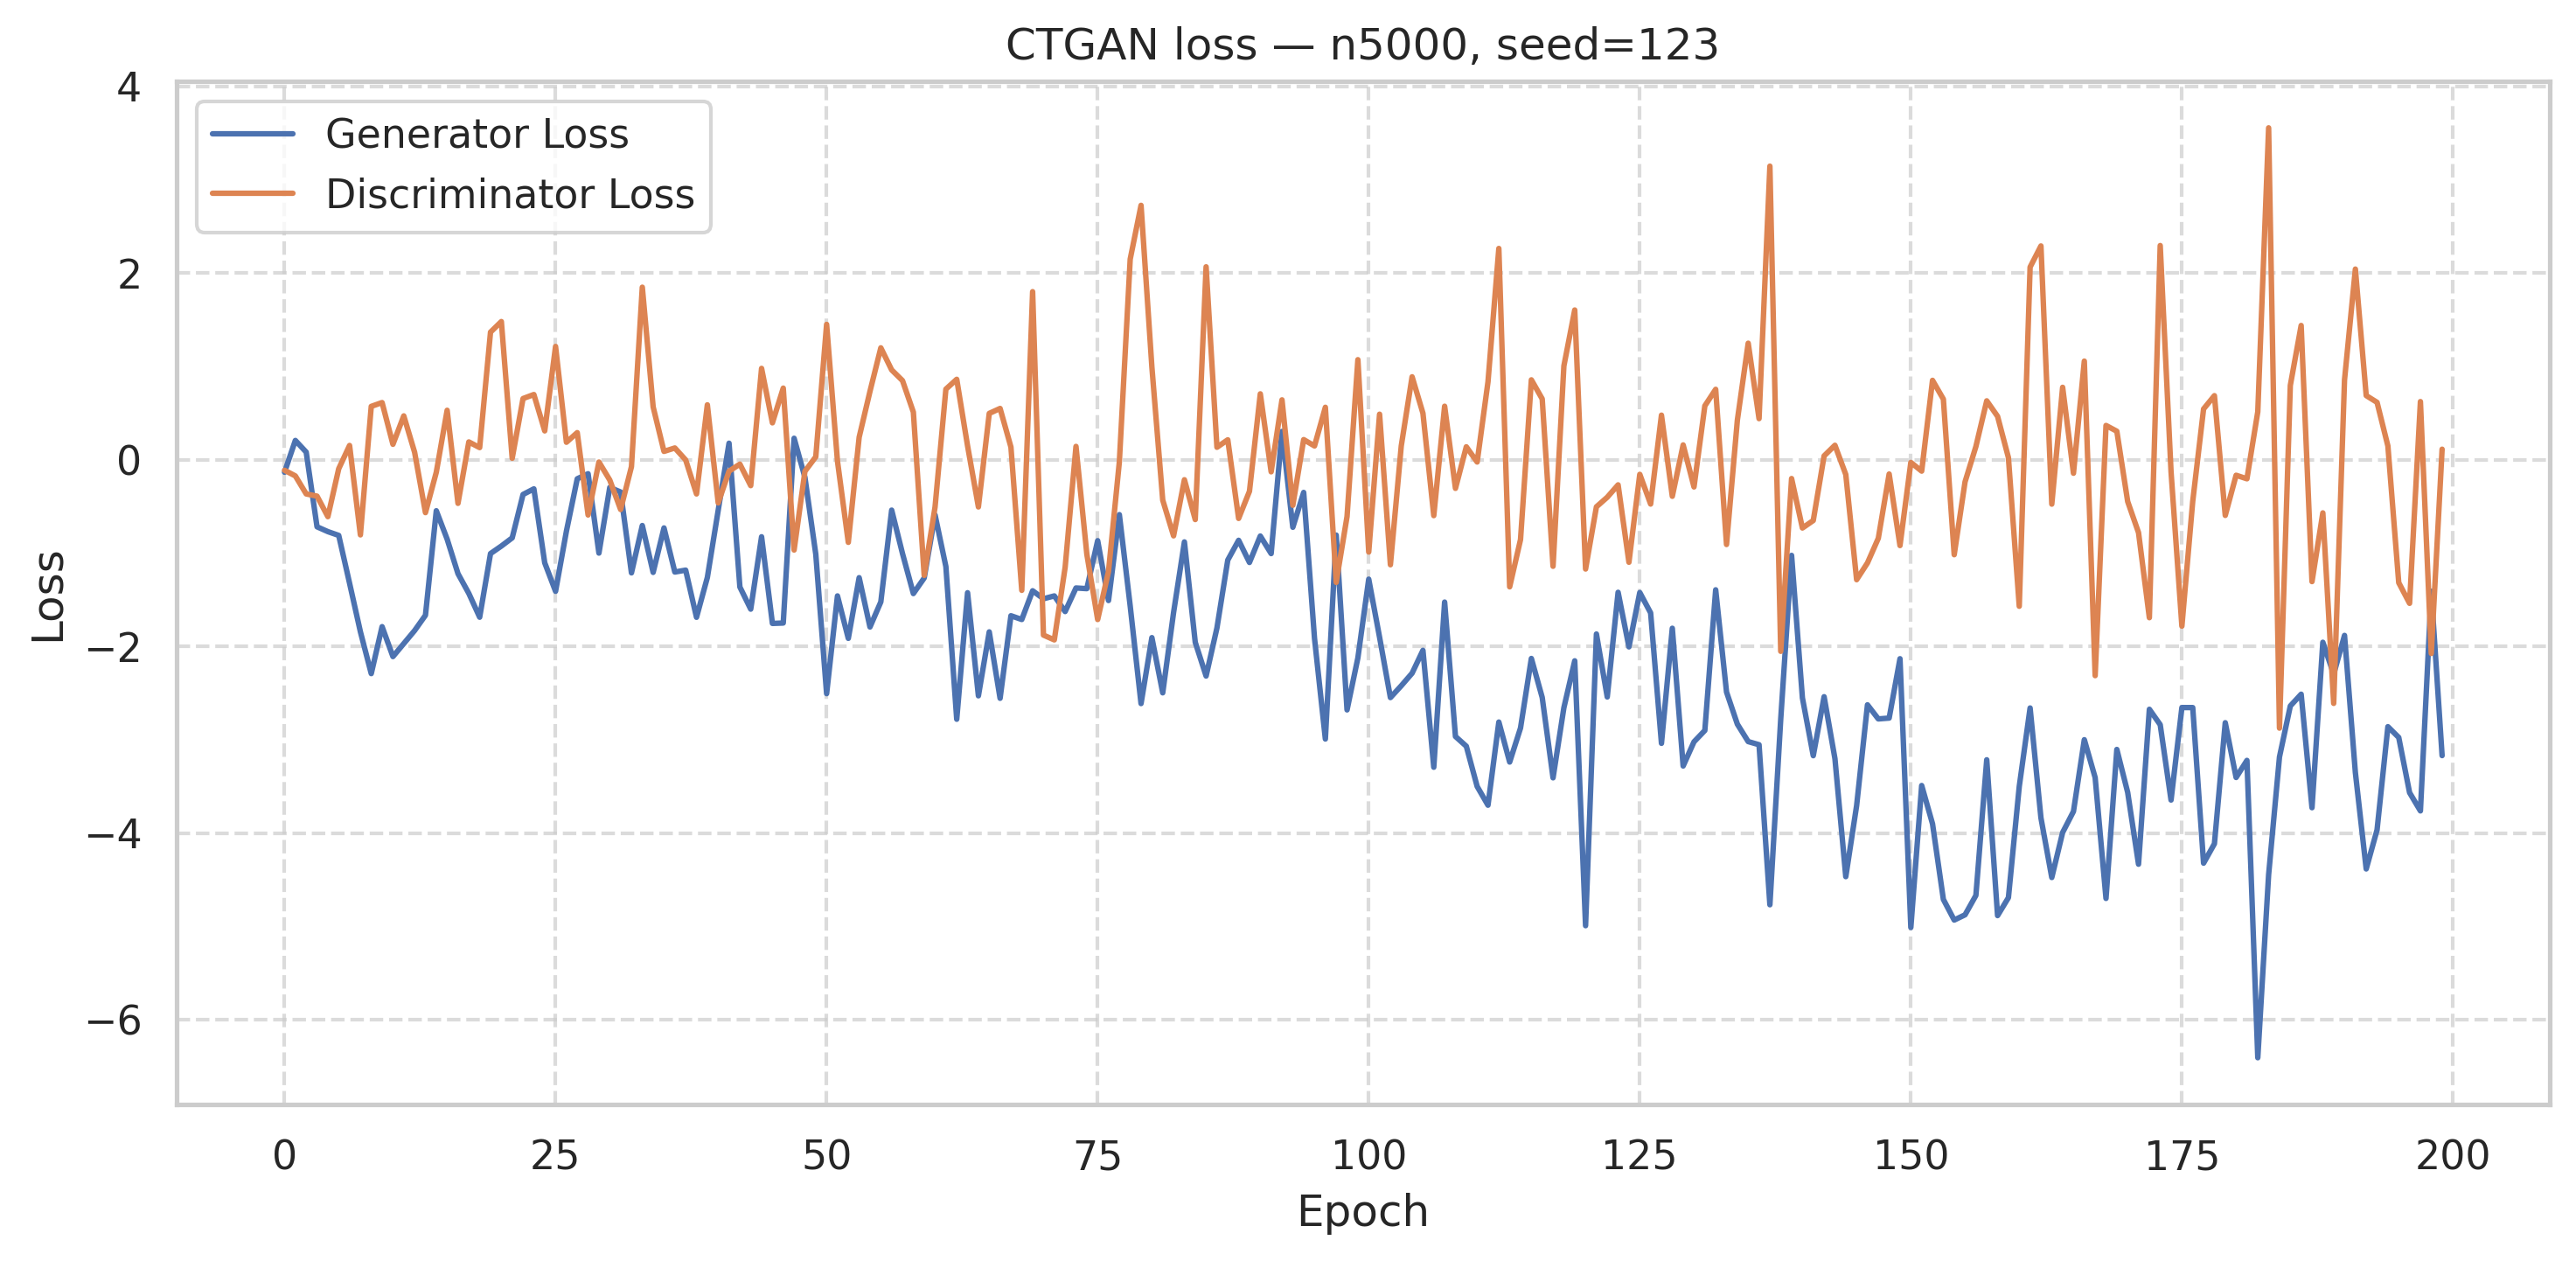 CTGAN loss — n5000, seed=123
Generator Loss
Discriminator Loss
4
2
0
−2
−4
−6
Loss
0 25 50 75 100 125 150 175 200
Epoch